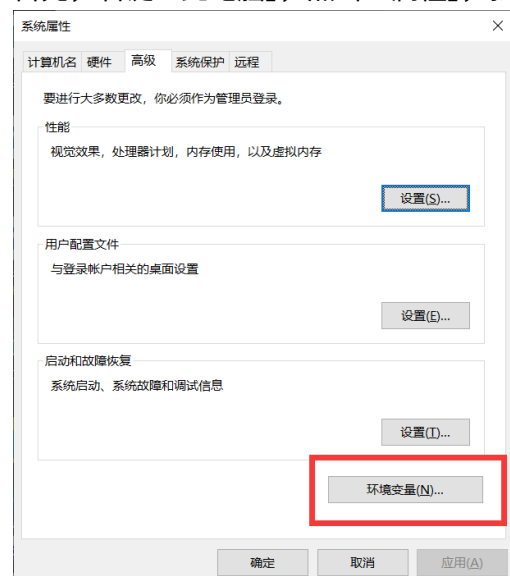 系统属性
计算机名 硬件 高级 系统保护 远程
要进行大多数更改，你必须作为管理员登录。
性能
视觉效果，处理器计划，内存使用，以及虚拟内存
设置(S)...
用户配置文件
与登录帐户相关的桌面设置
设置(E)...
启动和故障恢复
系统启动、系统故障和调试信息
设置(T)...
环境变量(N)...
确定 取消 应用(A)